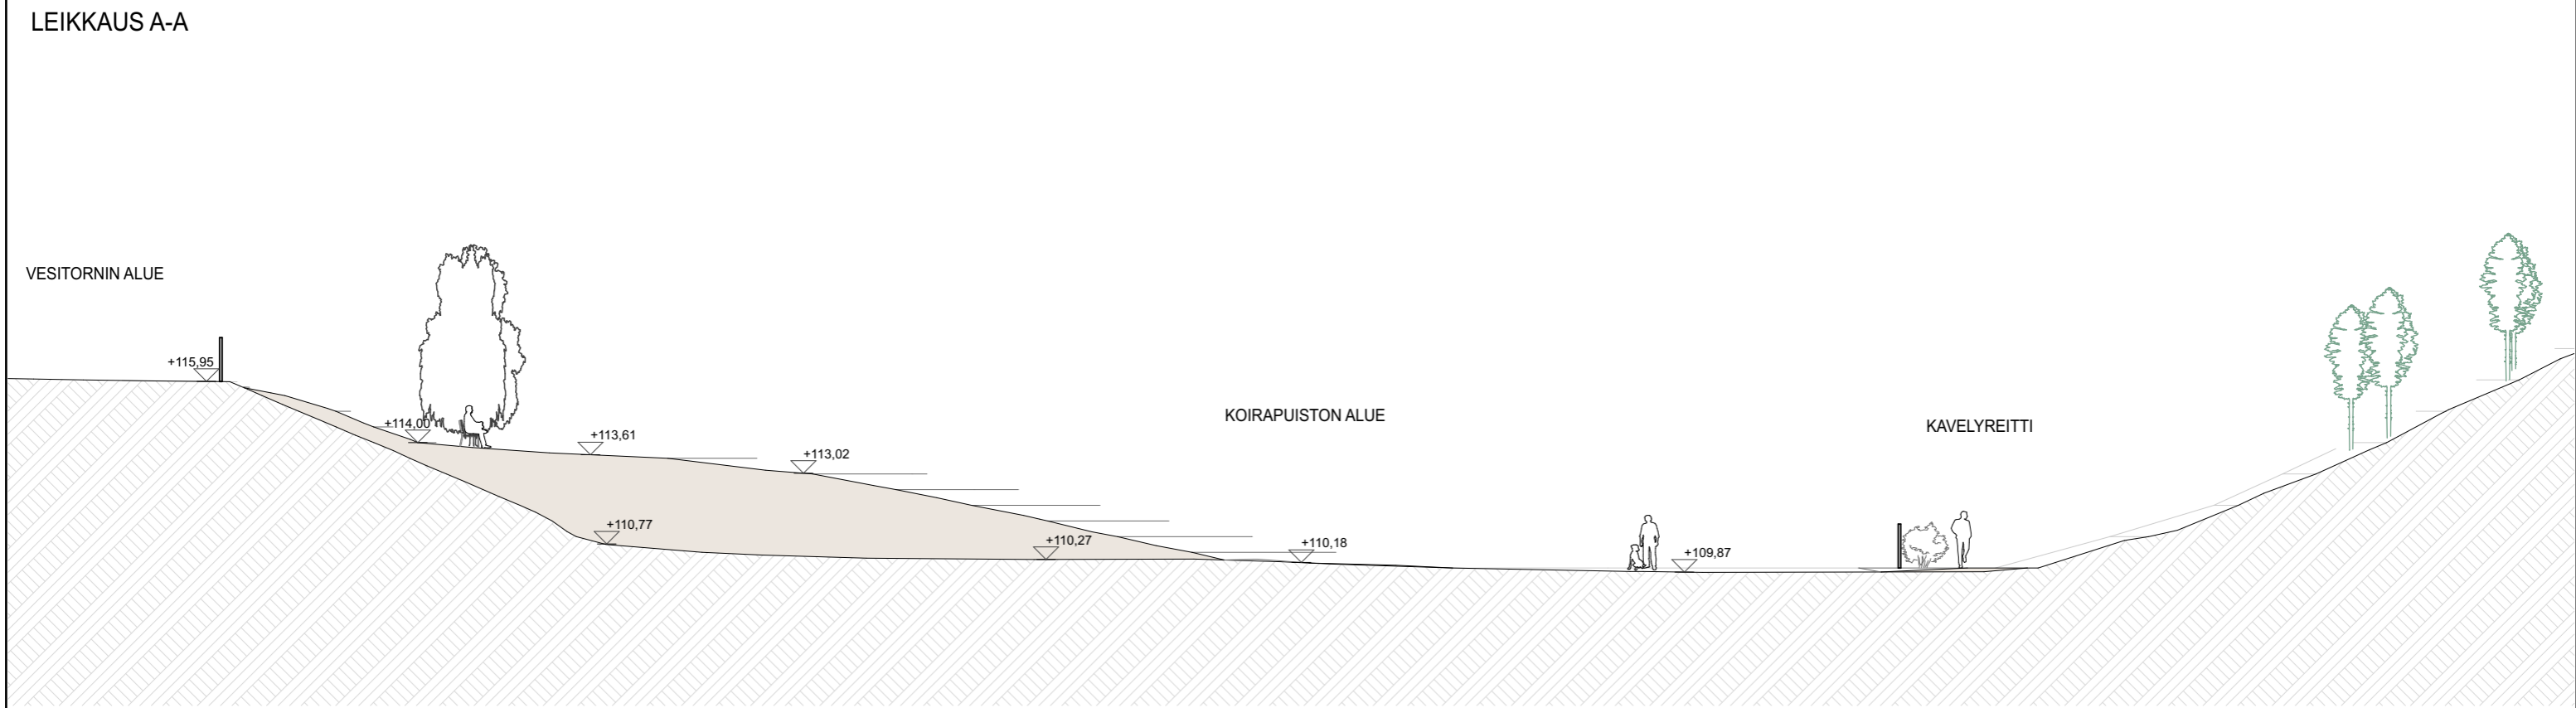 LEIKKAUS A-A
VESITORNIN ALUE
+115,95
+114,00
+113,61
+113,02
KOIRAPUISTON ALUE
KAVELYREITTI
+110,77
+110,27
+110,18
+109,87